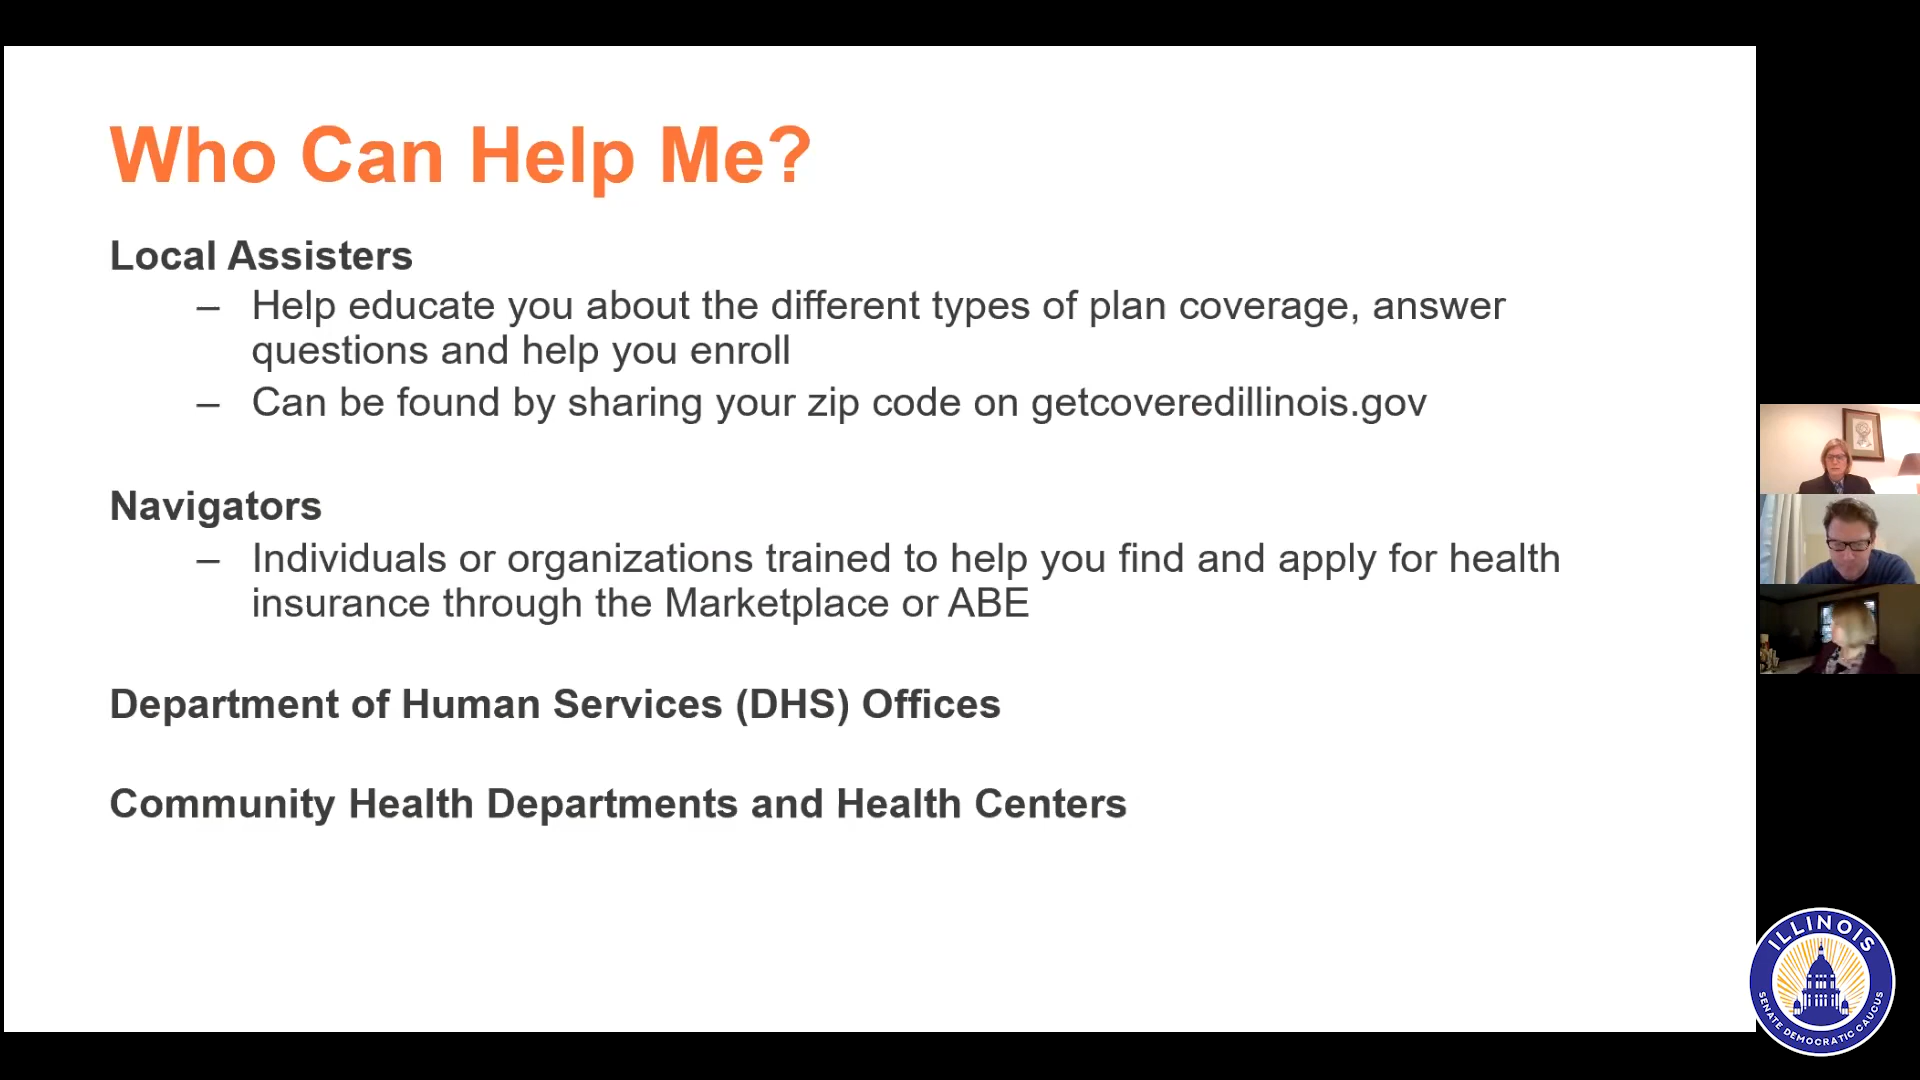 Who Can Help Me?
Local Assisters
– Help educate you about the different types of plan coverage, answer
questions and help you enroll
– Can be found by sharing your zip code on getcoveredillinois.gov
Navigators
– Individuals or organizations trained to help you find and apply for health
insurance through the Marketplace or ABE
Department of Human Services (DHS) Offices
Community Health Departments and Health Centers
ILLINOIS
SENATE DEMOCRATIC CAUCUS